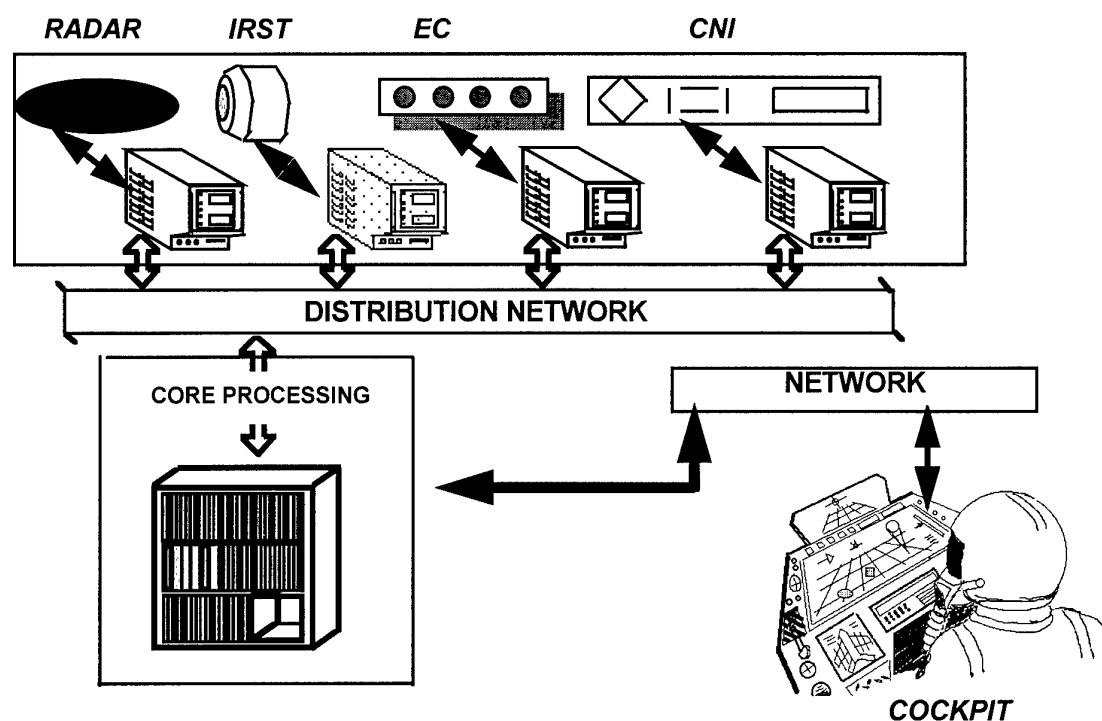 RADAR IRST EC CNI
DISTRIBUTION NETWORK
CORE PROCESSING
NETWORK
COCKPIT